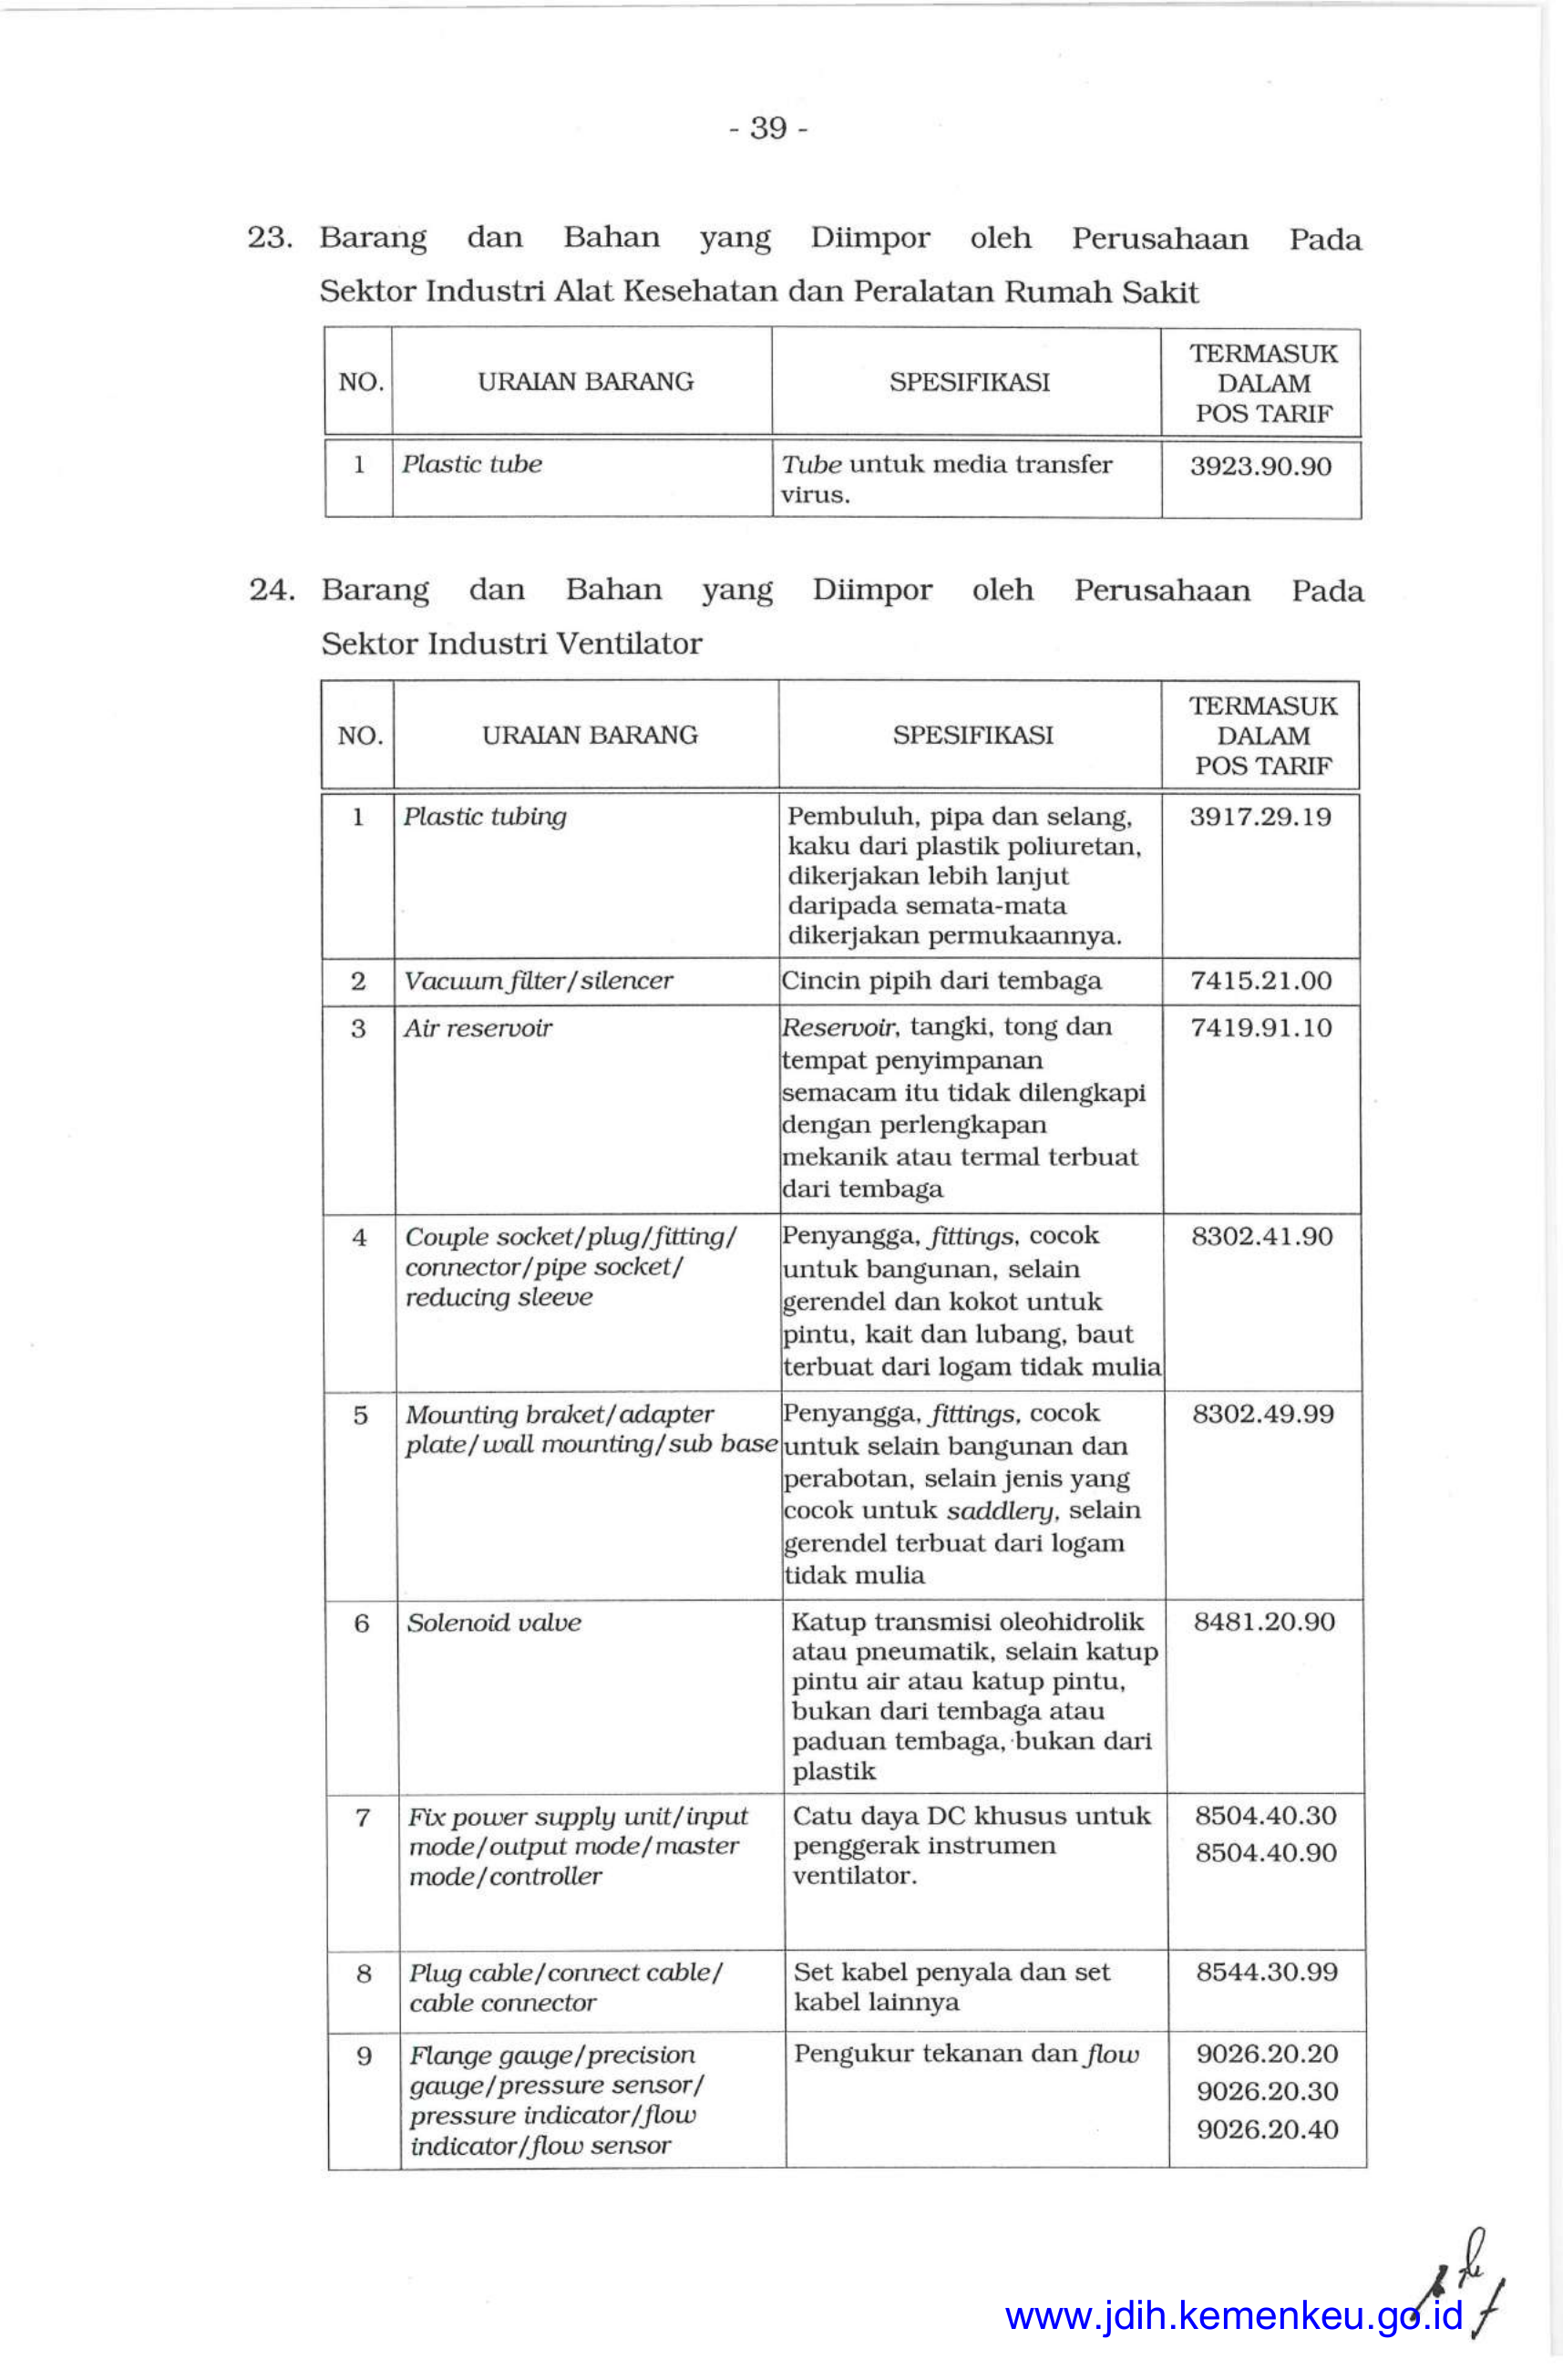 - 39 -
23. Barang dan Bahan yang Diimpor oleh Perusahaan Pada
Sektor Industri Alat Kesehatan dan Peralatan Rumah Sakit
NO. URAIAN BARANG SPESIFIKASI TERMASUK
DALAM
POS TARIF
1 Plastic tube Tube untuk media transfer 3923.90.90
virus.
24. Barang dan Bahan yang Diimpor oleh Perusahaan Pada
Sektor Industri Ventilator
NO. URAIAN BARANG SPESIFIKASI TERMASUK
DALAM
POS TARIF
1 Plastic tubing Pembuluh, pipa dan selang, 3917.29.19
kaku dari plastik poliuretan,
dikerjakan lebih lanjut
daripada semata-mata
dikerjakan permukaannya.
2 Vacuum filter/silencer Cincin pipih dari tembaga 7415.21.00
3 Air reservoir Reservoir, tangki, tong dan 7419.91.10
tempat penyimpanan
semacam itu tidak dilengkapi
dengan perlengkapan
mekanik atau termal terbuat
dari tembaga
4 Couple socket/plug/fitting/ Penyangga, fittings, cocok 8302.41.90
connector/pipe socket/ untuk bangunan, selain
reducing sleeve gerendel dan kokot untuk
pintu, kait dan lubang, baut
terbuat dari logam tidak mulia
5 Mounting braket/adapter Penyangga, fittings, cocok 8302.49.99
plate/wall mounting/sub base untuk selain bangunan dan
perabotan, selain jenis yang
cocok untuk saddlery, selain
gerendel terbuat dari logam
tidak mulia
6 Solenoid valve Katup transmisi oleohidrolik 8481.20.90
atau pneumatik, selain katup
pintu air atau katup pintu,
bukan dari tembaga atau
paduan tembaga, bukan dari
plastik
7 Fix power supply unit/input Catu daya DC khusus untuk 8504.40.30
mode/output mode/master penggerak instrumen 8504.40.90
mode/controller ventilator.
8 Plug cable/connect cable/ Set kabel penyala dan set 8544.30.99
cable connector kabel lainnya
9 Flange gauge/precision Pengukur tekanan dan flow 9026.20.20
gauge/pressure sensor/ 9026.20.30
pressure indicator/flow 9026.20.40
indicator/flow sensor
www.jdih.kemenkeu.go.id